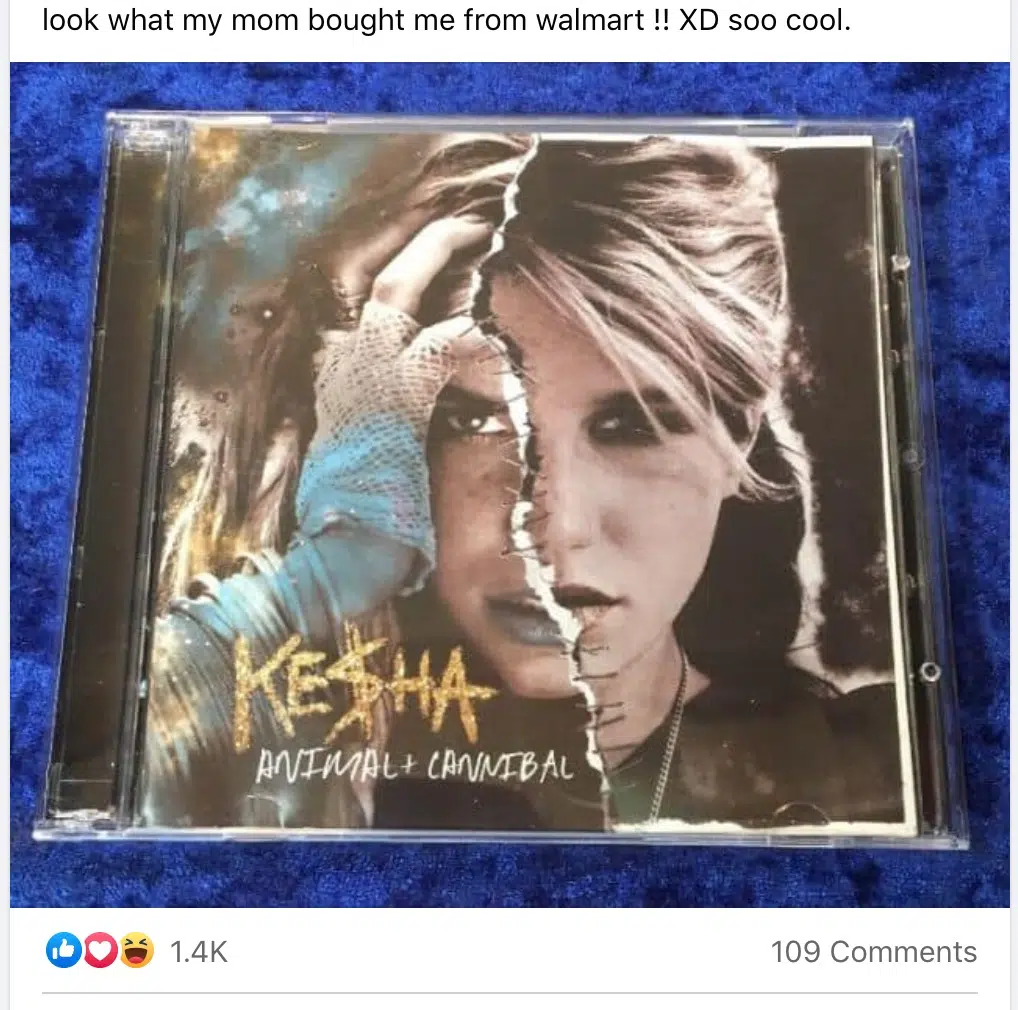 look what my mom bought me from walmart !! XD soo cool.
KE$HA
ANIMAL + CANNIBAL
1.4K
109 Comments